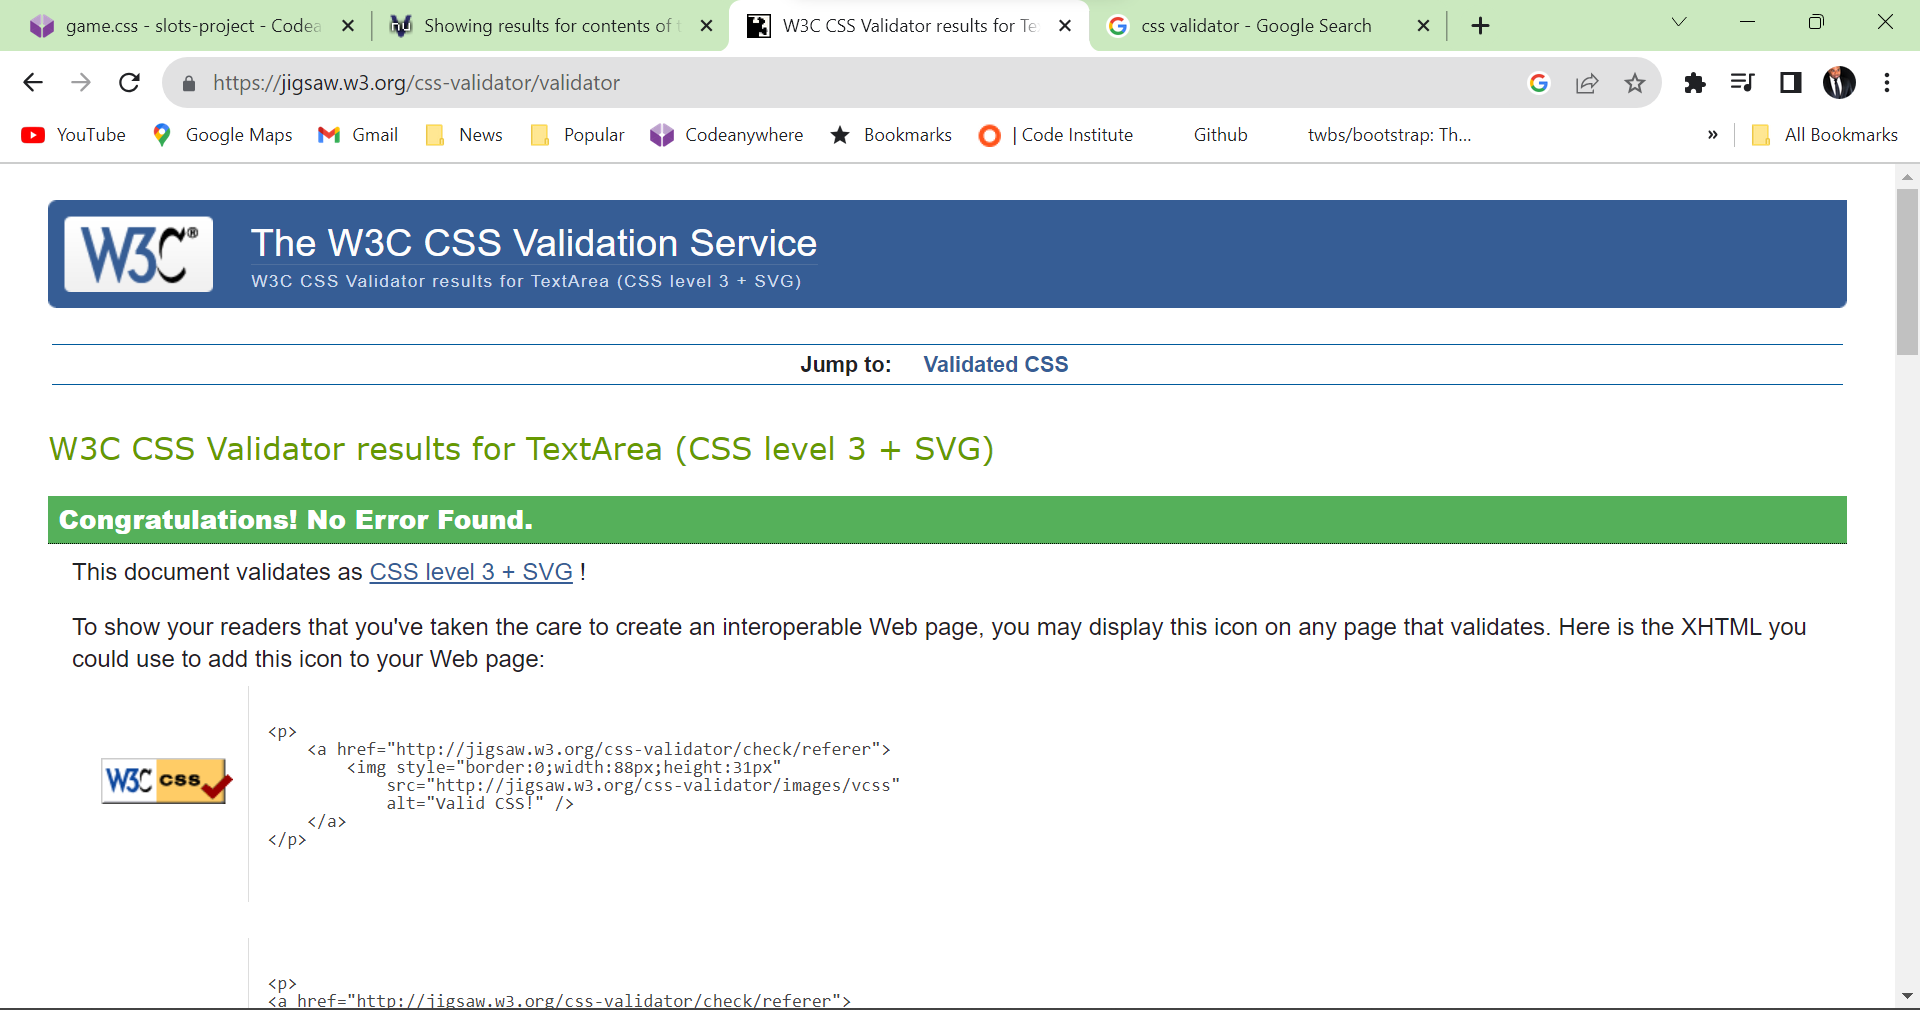 game.css - slots-project - Codea
Showing results for contents of t
W3C CSS Validator results for Te
css validator - Google Search
https://jigsaw.w3.org/css-validator/validator
YouTube
Google Maps
Gmail
News
Popular
Codeanywhere
Bookmarks
| Code Institute
Github
twbs/bootstrap: Th...
»
All Bookmarks
W3C®
The W3C CSS Validation Service
W3C CSS Validator results for TextArea (CSS level 3 + SVG)
Jump to: Validated CSS
W3C CSS Validator results for TextArea (CSS level 3 + SVG)
Congratulations! No Error Found.
This document validates as CSS level 3 + SVG !
To show your readers that you've taken the care to create an interoperable Web page, you may display this icon on any page that validates. Here is the XHTML you
could use to add this icon to your Web page:
W3C css
<p>
<a href="http://jigsaw.w3.org/css-validator/check/referer">
<img style="border:0;width:88px;height:31px"
src="http://jigsaw.w3.org/css-validator/images/vcss"
alt="Valid CSS!" />
</a>
</p>
<p>
<a href="http://jigsaw.w3.org/css-validator/check/referer">